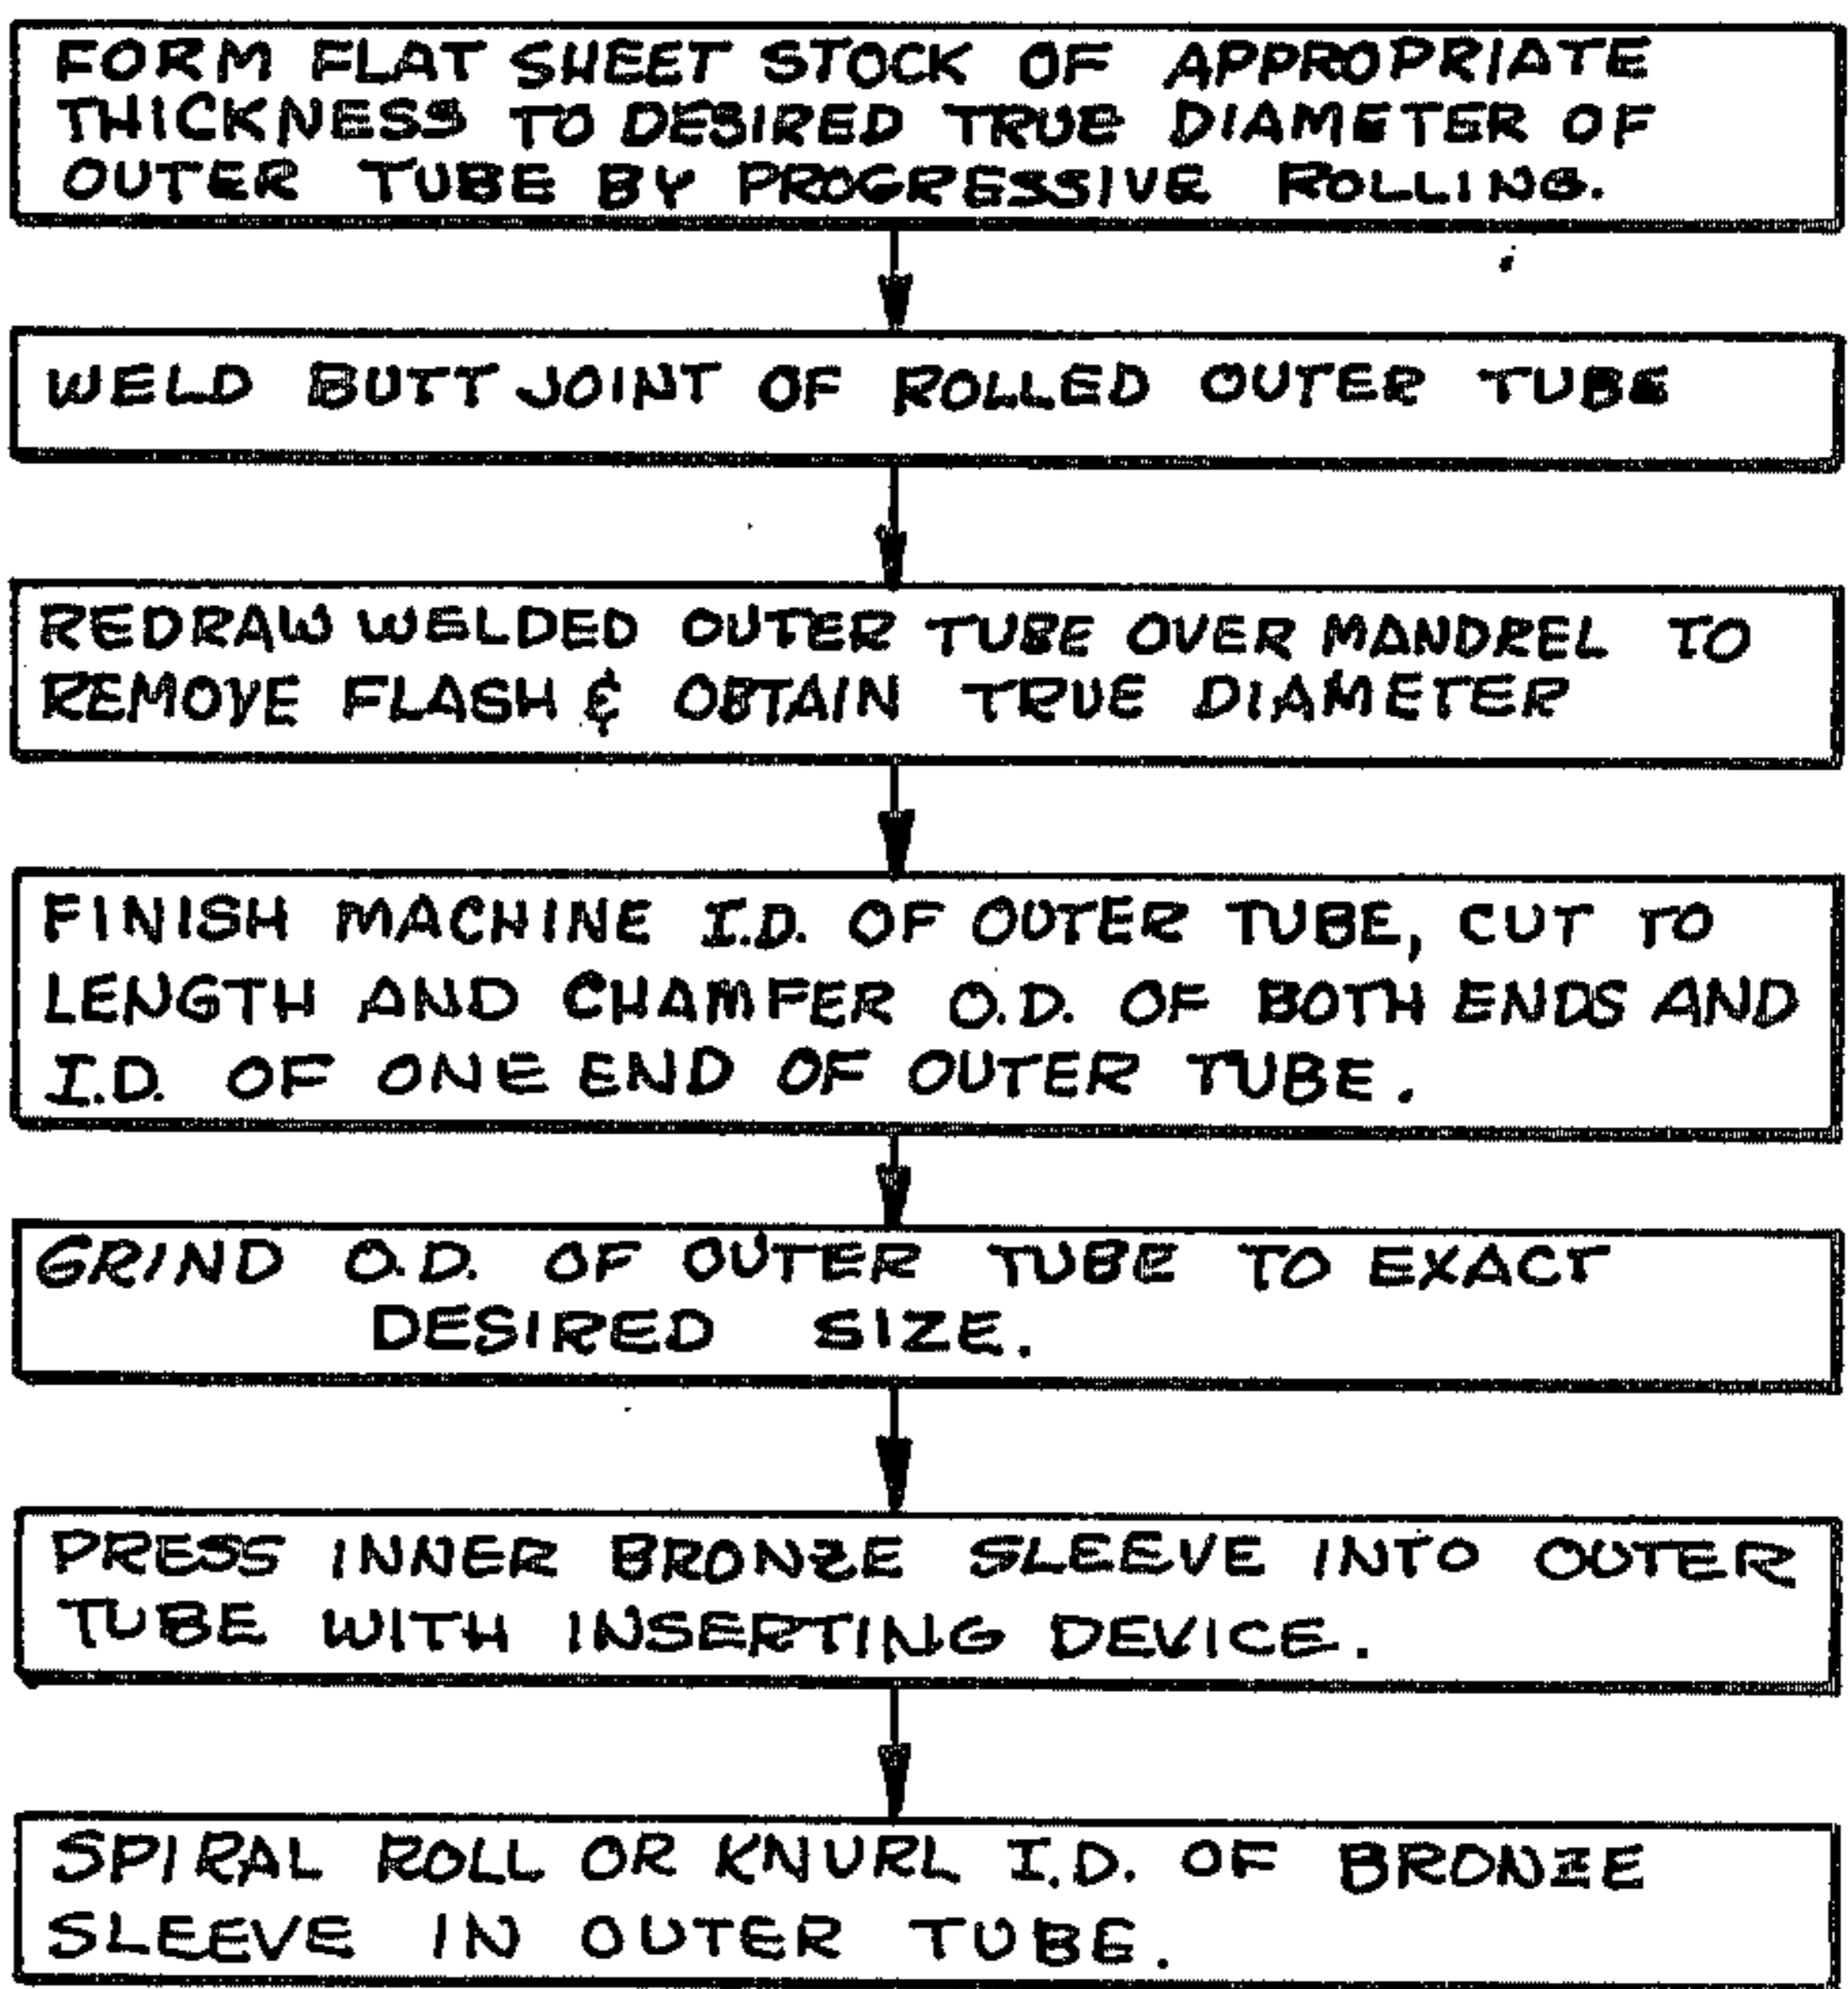 FORM FLAT SHEET STOCK OF APPROPRIATE
THICKNESS TO DESIRED TRUE DIAMETER OF
OUTER TUBE BY PROGRESSIVE ROLLING.
WELD BUTT JOINT OF ROLLED OUTER TUBE
REDRAW WELDED OUTER TUBE OVER MANDREL TO
REMOVE FLASH & OBTAIN TRUE DIAMETER
FINISH MACHINE I.D. OF OUTER TUBE, CUT TO
LENGTH AND CHAMFER O.D. OF BOTH ENDS AND
I.D. OF ONE END OF OUTER TUBE.
GRIND O.D. OF OUTER TUBE TO EXACT
DESIRED SIZE.
PRESS INNER BRONZE SLEEVE INTO OUTER
TUBE WITH INSERTING DEVICE.
SPIRAL ROLL OR KNURL I.D. OF BRONZE
SLEEVE IN OUTER TUBE.